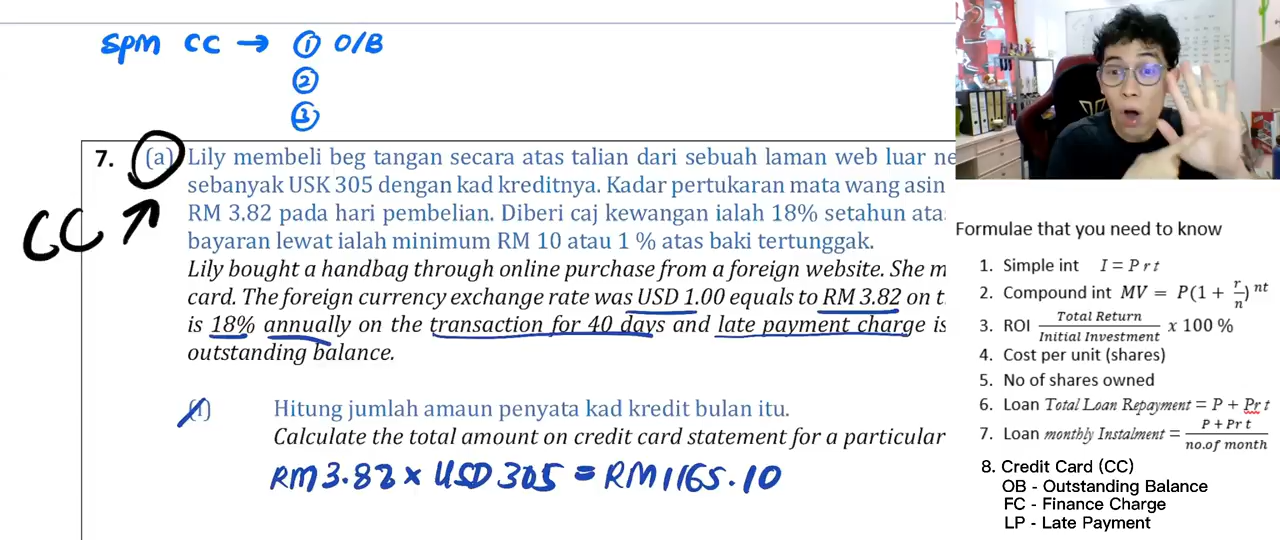 spm CC → ① O/B
②
③
7. (a) Lily membeli beg tangan secara atas talian dari sebuah laman web luar ne
sebanyak USK 305 dengan kad kreditnya. Kadar pertukaran mata wang asin
RM 3.82 pada hari pembelian. Diberi caj kewangan ialah 18% setahun ata
bayaran lewat ialah minimum RM 10 atau 1 % atas baki tertunggak.
CC
Lily bought a handbag through online purchase from a foreign website. She m
card. The foreign currency exchange rate was USD 1.00 equals to RM 3.82 on t
is 18% annually on the transaction for 40 days and late payment charge is
outstanding balance.
(i) Hitung jumlah amaun penyata kad kredit bulan itu.
Calculate the total amount on credit card statement for a particular
RM 3.82 × USD 305 = RM1165.10
Formulae that you need to know
1. Simple int I = P r t
2. Compound int MV = P(1 + r/n)^nt
3. ROI Total Return / Initial Investment x 100 %
4. Cost per unit (shares)
5. No of shares owned
6. Loan Total Loan Repayment = P + Pr t
7. Loan monthly Instalment = P + Pr t / no.of month
8. Credit Card (CC)
OB - Outstanding Balance
FC - Finance Charge
LP - Late Payment